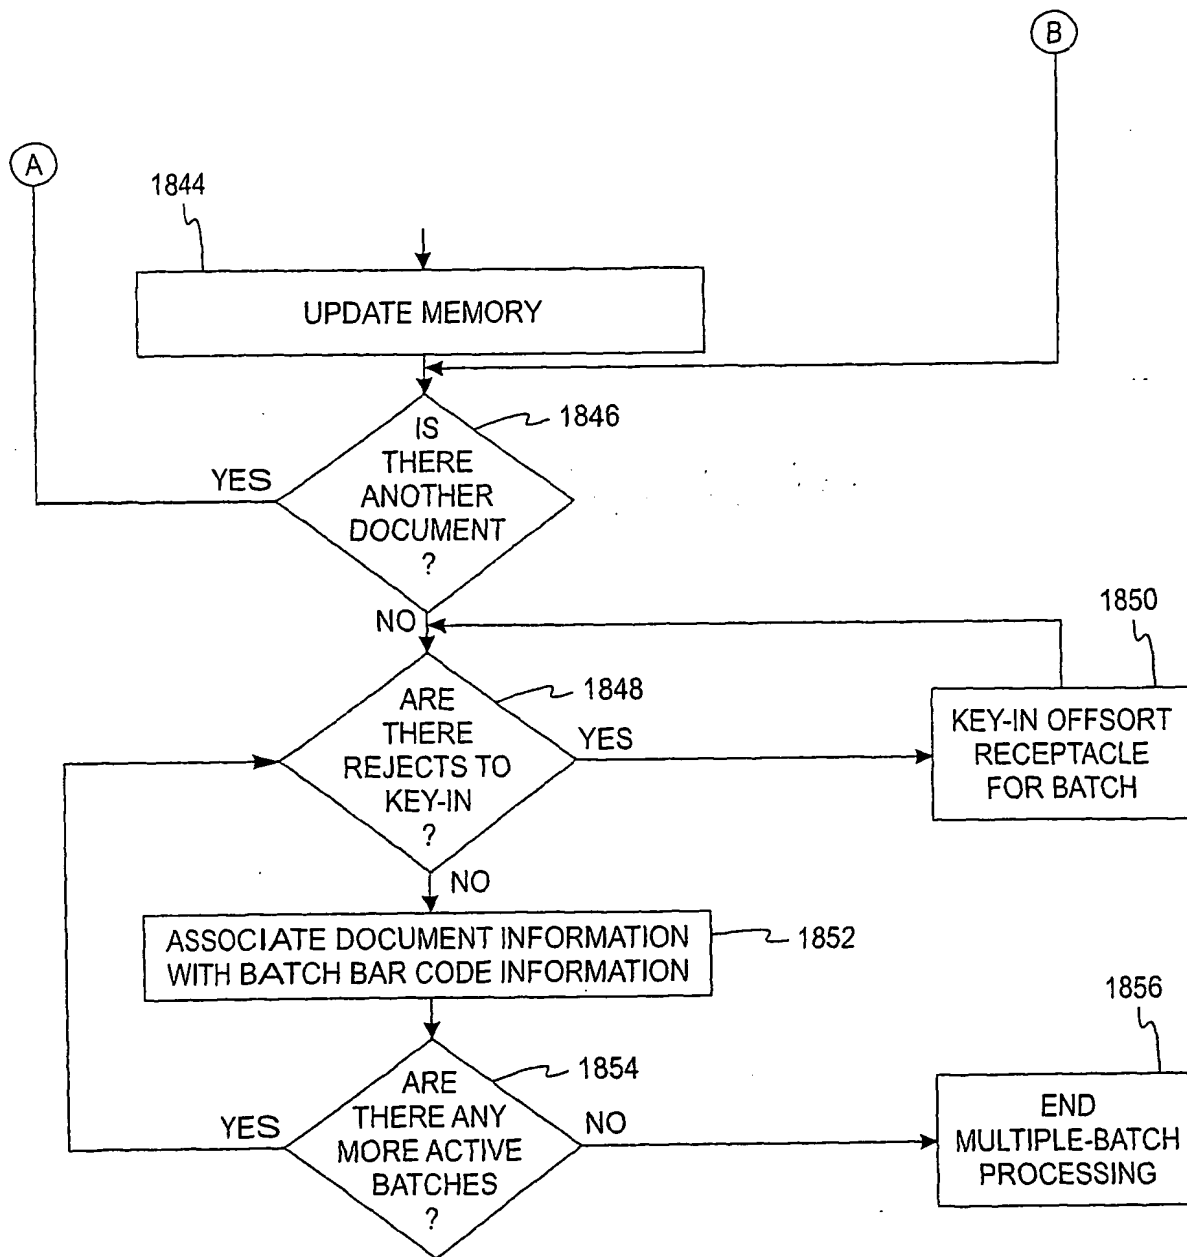 B
A
1844
UPDATE MEMORY
1846
IS
THERE
ANOTHER
DOCUMENT
?
YES
NO
1850
1848
ARE
THERE
REJECTS TO
KEY-IN
?
YES
KEY-IN OFFSORT
RECEPTACLE
FOR BATCH
NO
ASSOCIATE DOCUMENT INFORMATION
WITH BATCH BAR CODE INFORMATION
1852
1856
1854
ARE
THERE ANY
MORE ACTIVE
BATCHES
?
YES
NO
END
MULTIPLE-BATCH
PROCESSING